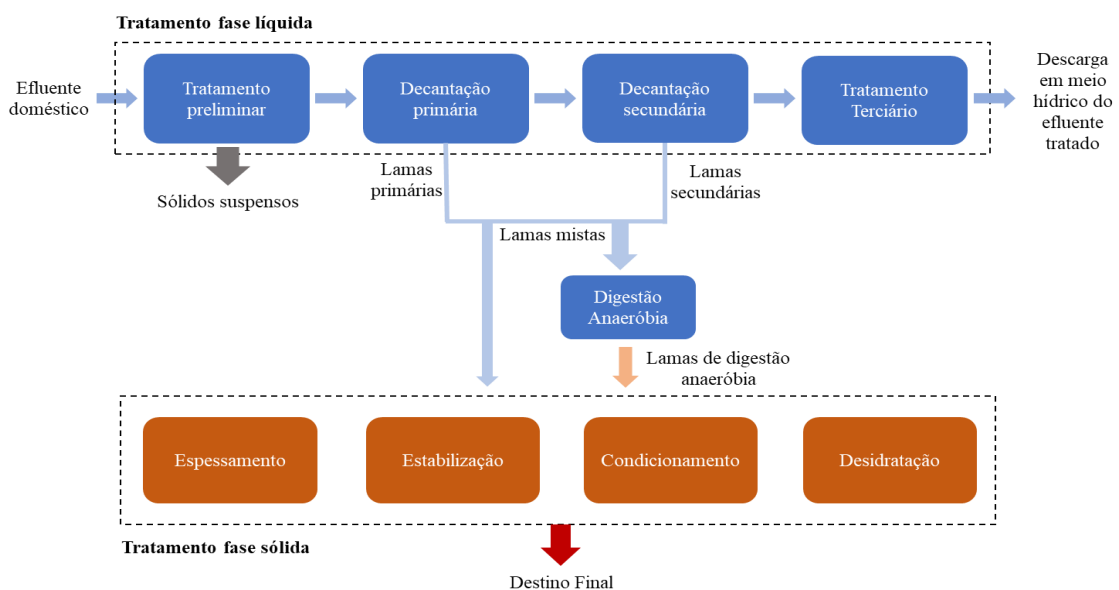 Tratamento fase líquida
Efluente
doméstico
Tratamento
preliminar
Decantação
primária
Decantação
secundária
Tratamento
Terciário
Descarga
em meio
hídrico do
efluente
tratado
Sólidos suspensos
Lamas
primárias
Lamas
secundárias
Lamas mistas
Digestão
Anaeróbia
Lamas de digestão
anaeróbia
Espessamento
Estabilização
Condicionamento
Desidratação
Tratamento fase sólida
Destino Final